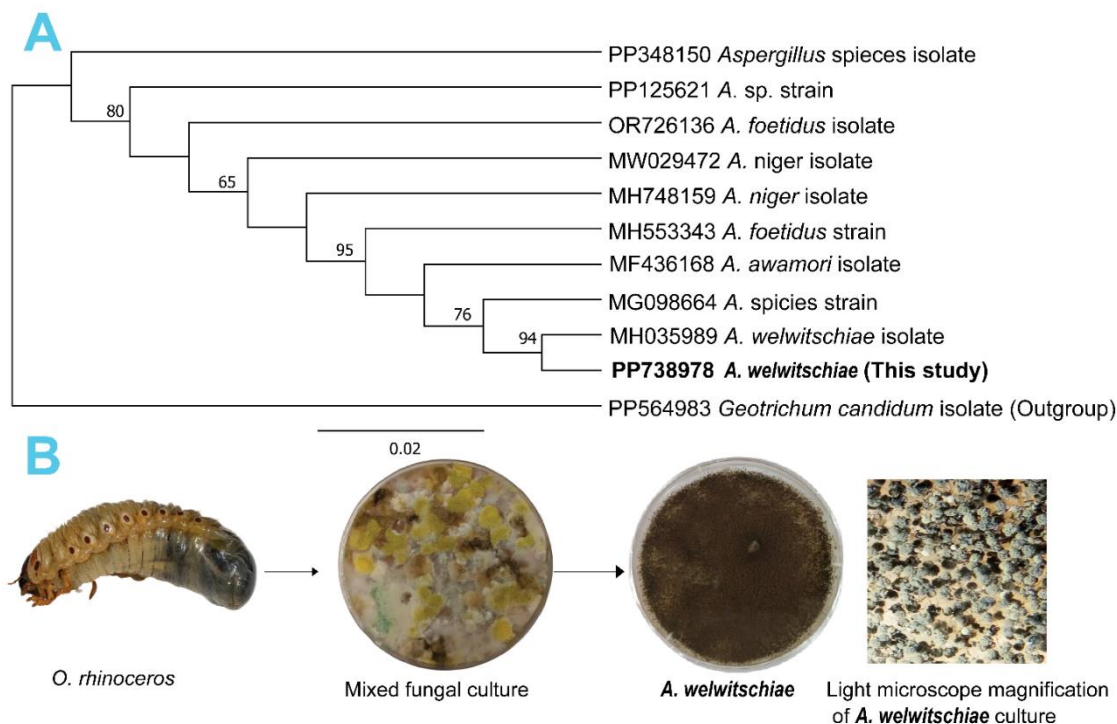 A
PP348150 Aspergillus spieces isolate
PP125621 A. sp. strain
80
OR726136 A. foetidus isolate
MW029472 A. niger isolate
65
MH748159 A. niger isolate
MH553343 A. foetidus strain
95
MF436168 A. awamori isolate
MG098664 A. spicies strain
76
MH035989 A. welwitschiae isolate
94
PP738978 A. welwitschiae (This study)
PP564983 Geotrichum candidum isolate (Outgroup)
0.02
B
O. rhinoceros
Mixed fungal culture
A. welwitschiae
Light microscope magnification
of A. welwitschiae culture